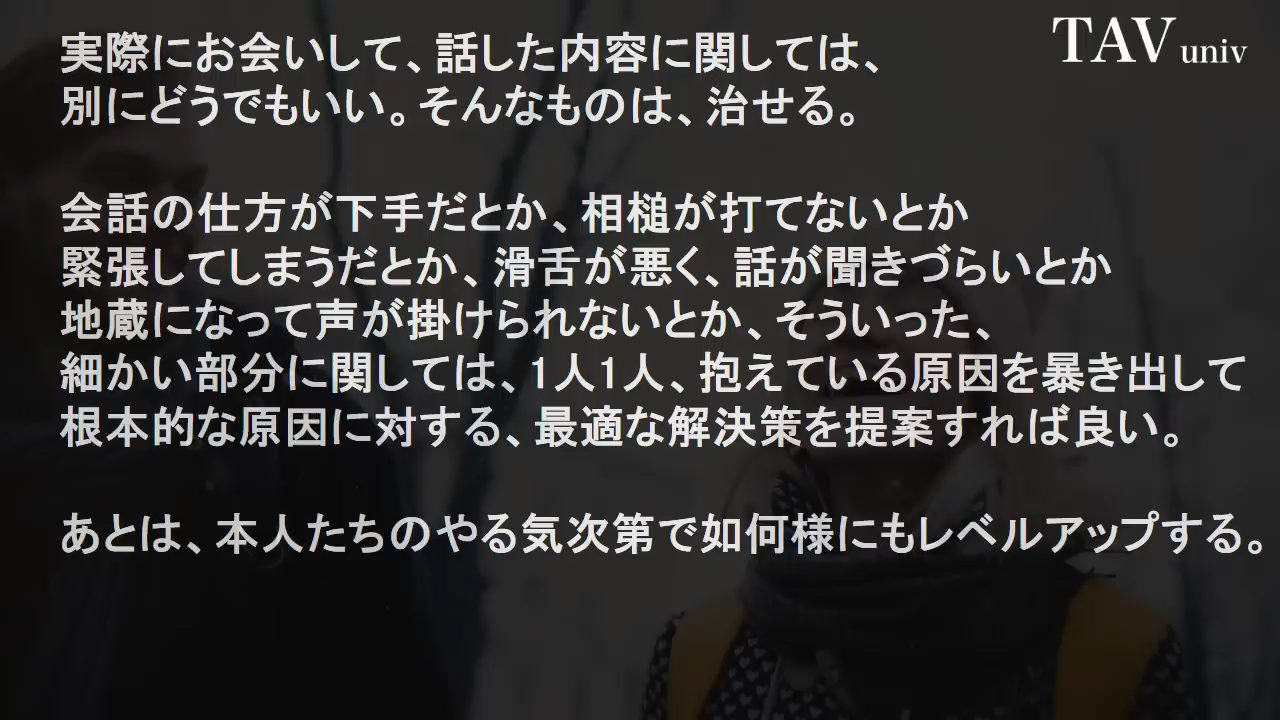 TAV univ
実際にお会いして、話した内容に関しては、
別にどうでもいい。そんなものは、治せる。
会話の仕方が下手だとか、相槌が打てないとか
緊張してしまうだとか、滑舌が悪く、話が聞きづらいとか
地蔵になって声が掛けられないとか、そういった、
細かい部分に関しては、1人1人、抱えている原因を暴き出して
根本的な原因に対する、最適な解決策を提案すれば良い。
あとは、本人たちのやる気次第で如何様にもレベルアップする。